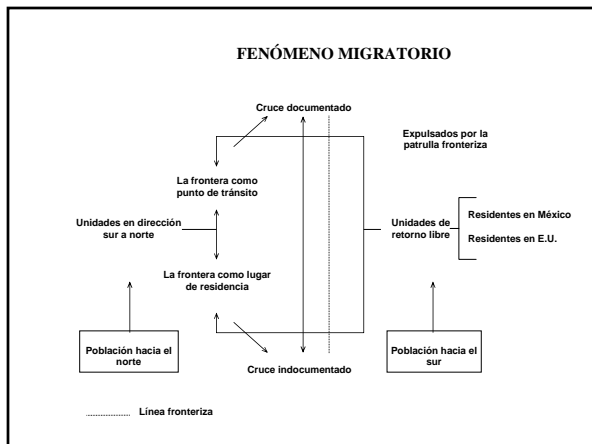 FENÓMENO MIGRATORIO
Cruce documentado
Expulsados por la
patrulla fronteriza
La frontera como
punto de tránsito
Unidades en dirección
sur a norte
Unidades de
retorno libre
Residentes en México
Residentes en E.U.
La frontera como lugar
de residencia
Población hacia el
norte
Cruce indocumentado
Población hacia el
sur
Línea fronteriza